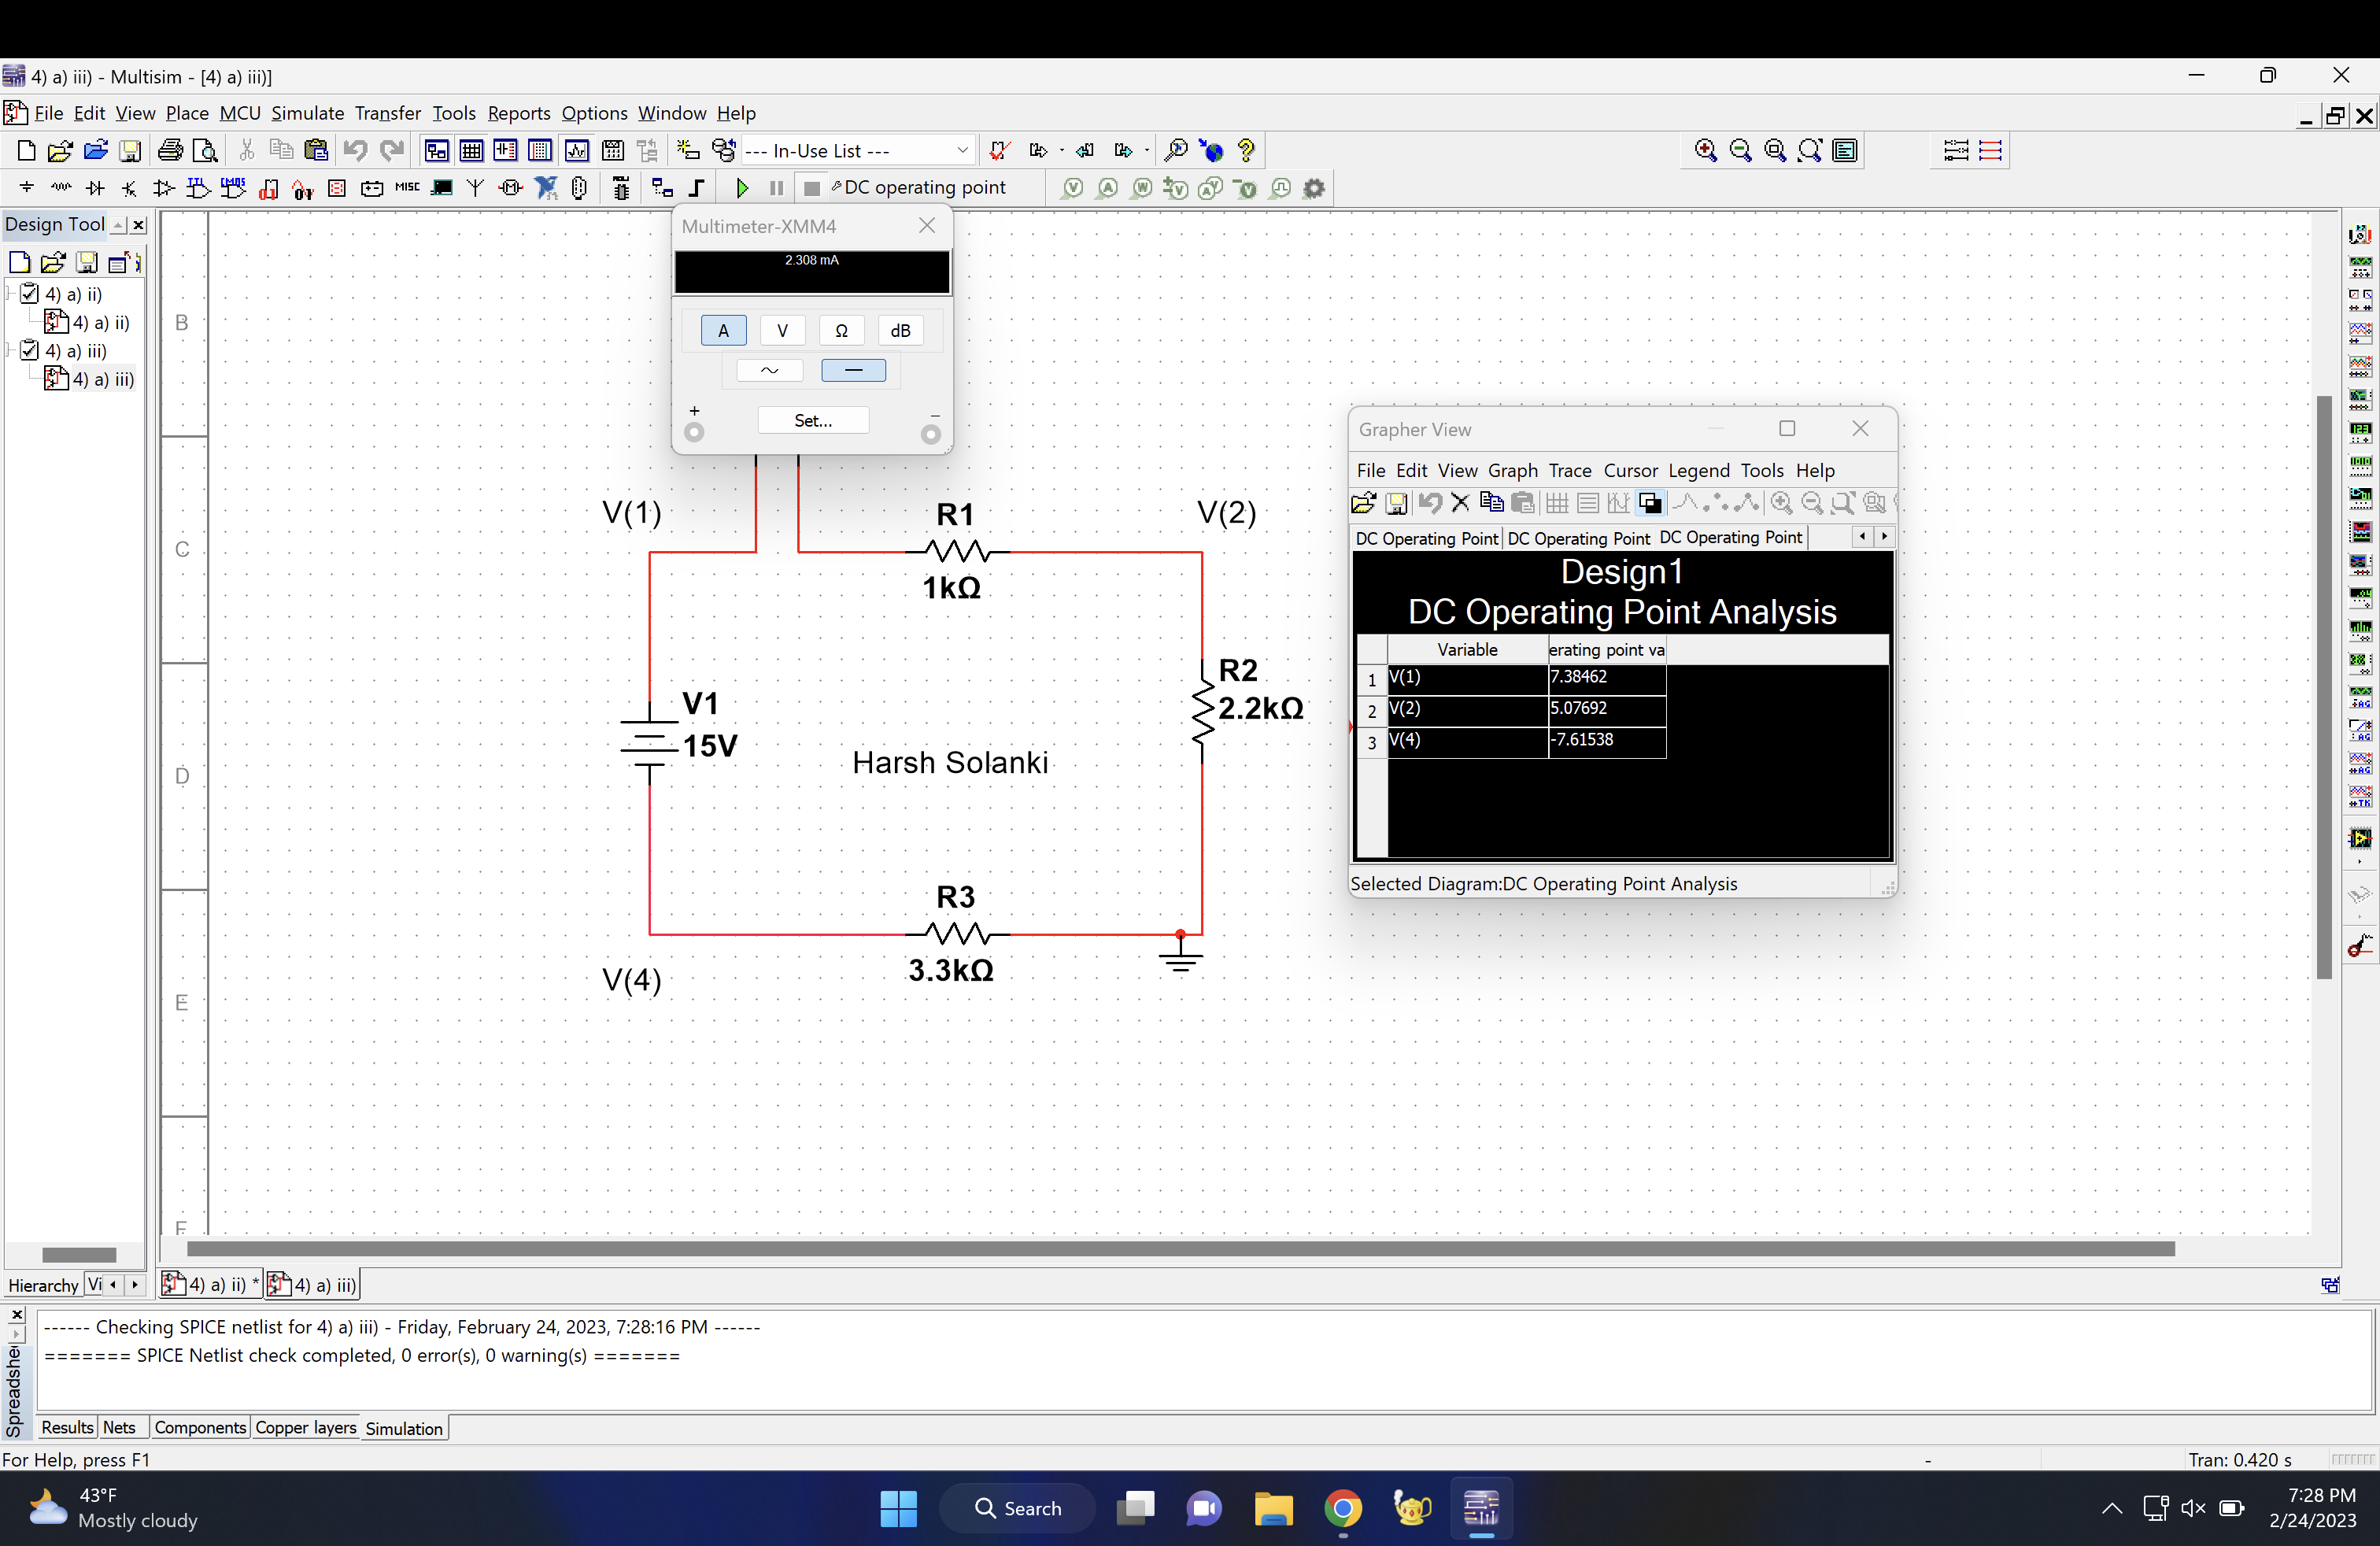 4) a) iii) - Multisim - [4) a) iii)]
File Edit View Place MCU Simulate Transfer Tools Reports Options Window Help
--- In-Use List ---
MISC
DC operating point
Design Tool
4) a) ii)
4) a) ii)
4) a) iii)
4) a) iii)
B
C
D
E
F
Multimeter-XMM4
2.308 mA
A V Ω dB
~ —
+ Set... –
V(1)
R1
1kΩ
V(2)
V1
15V
R2
2.2kΩ
Harsh Solanki
R3
3.3kΩ
V(4)
Grapher View
File Edit View Graph Trace Cursor Legend Tools Help
DC Operating Point DC Operating Point DC Operating Point
Design1
DC Operating Point Analysis
Variable erating point va
1 V(1) 7.38462
2 V(2) 5.07692
3 V(4) -7.61538
Selected Diagram:DC Operating Point Analysis
Hierarchy Vi
4) a) ii) * 4) a) iii)
Spreadshe
------ Checking SPICE netlist for 4) a) iii) - Friday, February 24, 2023, 7:28:16 PM ------
======= SPICE Netlist check completed, 0 error(s), 0 warning(s) =======
Results Nets Components Copper layers Simulation
For Help, press F1
- Tran: 0.420 s
43°F
Mostly cloudy
Search
7:28 PM
2/24/2023